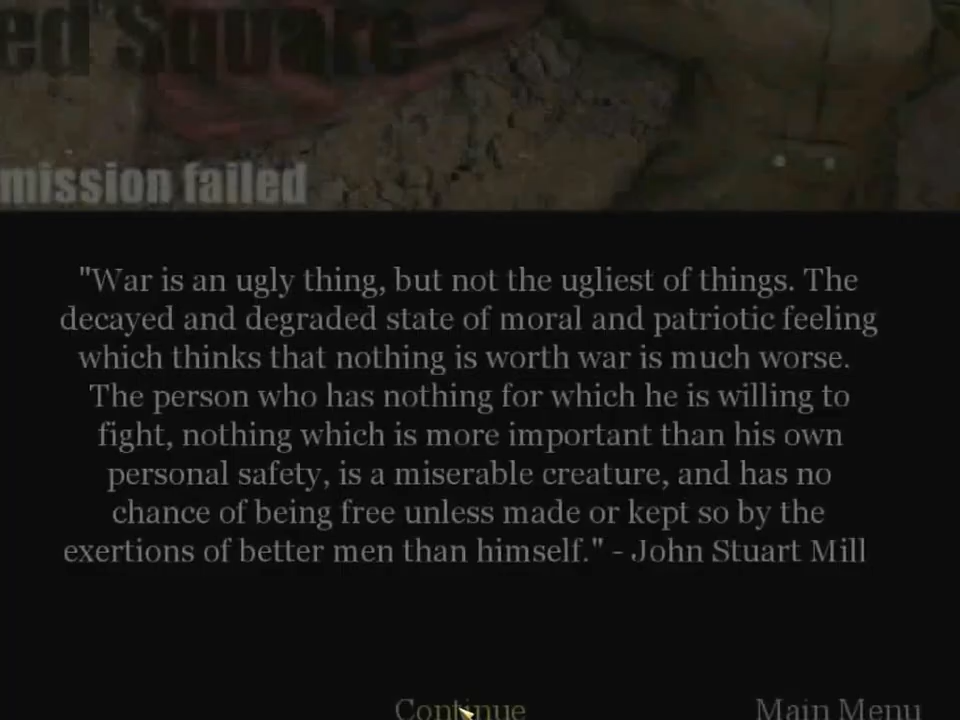 ed Square
mission failed
"War is an ugly thing, but not the ugliest of things. The
decayed and degraded state of moral and patriotic feeling
which thinks that nothing is worth war is much worse.
The person who has nothing for which he is willing to
fight, nothing which is more important than his own
personal safety, is a miserable creature, and has no
chance of being free unless made or kept so by the
exertions of better men than himself." - John Stuart Mill
Continue
Main Menu